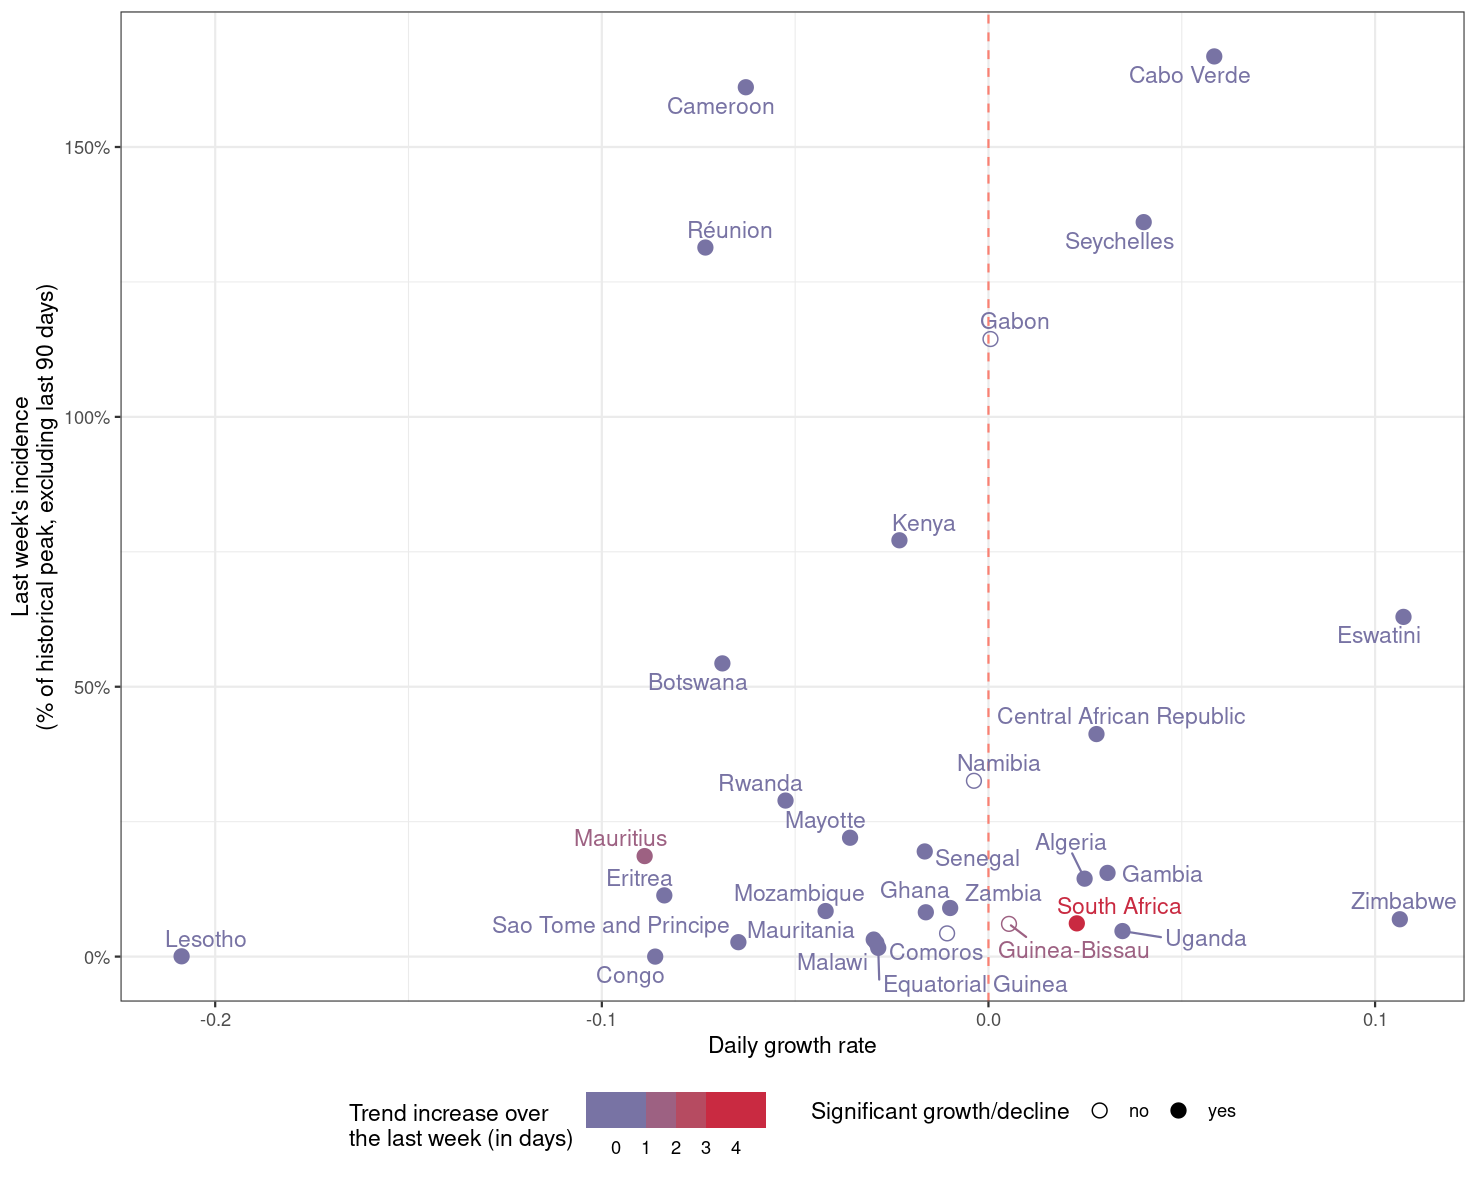 Cabo Verde
Cameroon
150%
Réunion
Seychelles
Gabon
Last week's incidence
(% of historical peak, excluding last 90 days)
100%
Kenya
Eswatini
Botswana
50%
Central African Republic
Namibia
Rwanda
Mayotte
Mauritius
Algeria
Senegal
Eritrea
Gambia
Mozambique
Ghana
Zambia
Zimbabwe
South Africa
Sao Tome and Principe
Mauritania
Lesotho
Uganda
Comoros
Guinea-Bissau
0%
Malawi
Congo
Equatorial Guinea
-0.2
-0.1
0.0
0.1
Daily growth rate
Trend increase over
the last week (in days)
0 1 2 3 4
Significant growth/decline no yes